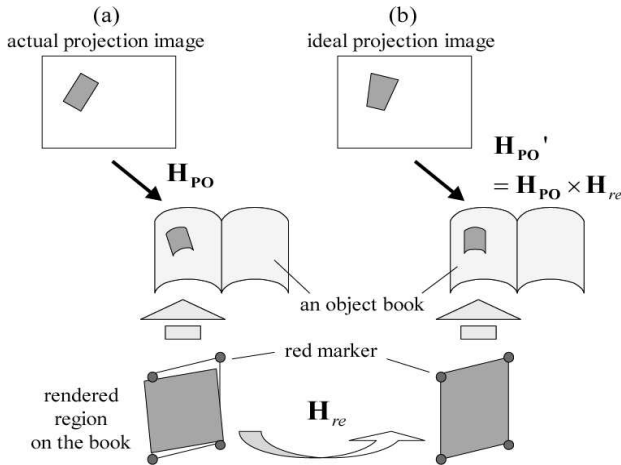 (a)
actual projection image
(b)
ideal projection image
H_PO
H_PO'
= H_PO × H_re
an object book
red marker
rendered
region
on the book
H_re